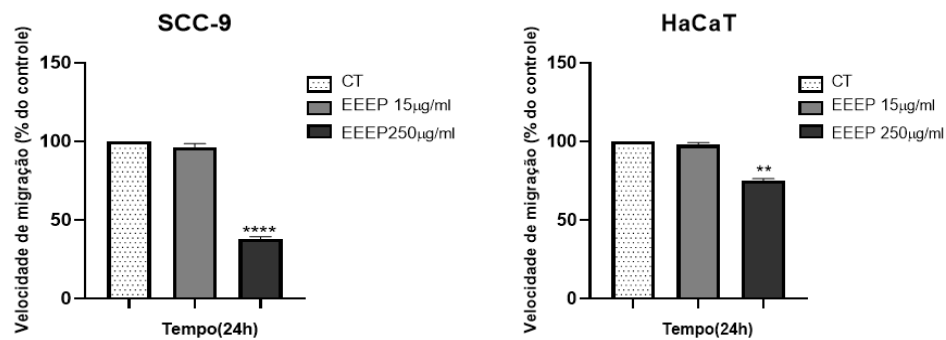 SCC-9
Velocidade de migração (% do controle)
150
100
50
0
CT
EEEP 15µg/ml
EEEP250µg/ml
****
Tempo(24h)
HaCaT
Velocidade de migração (% do controle)
150
100
50
0
CT
EEEP 15µg/ml
EEEP 250µg/ml
**
Tempo(24h)